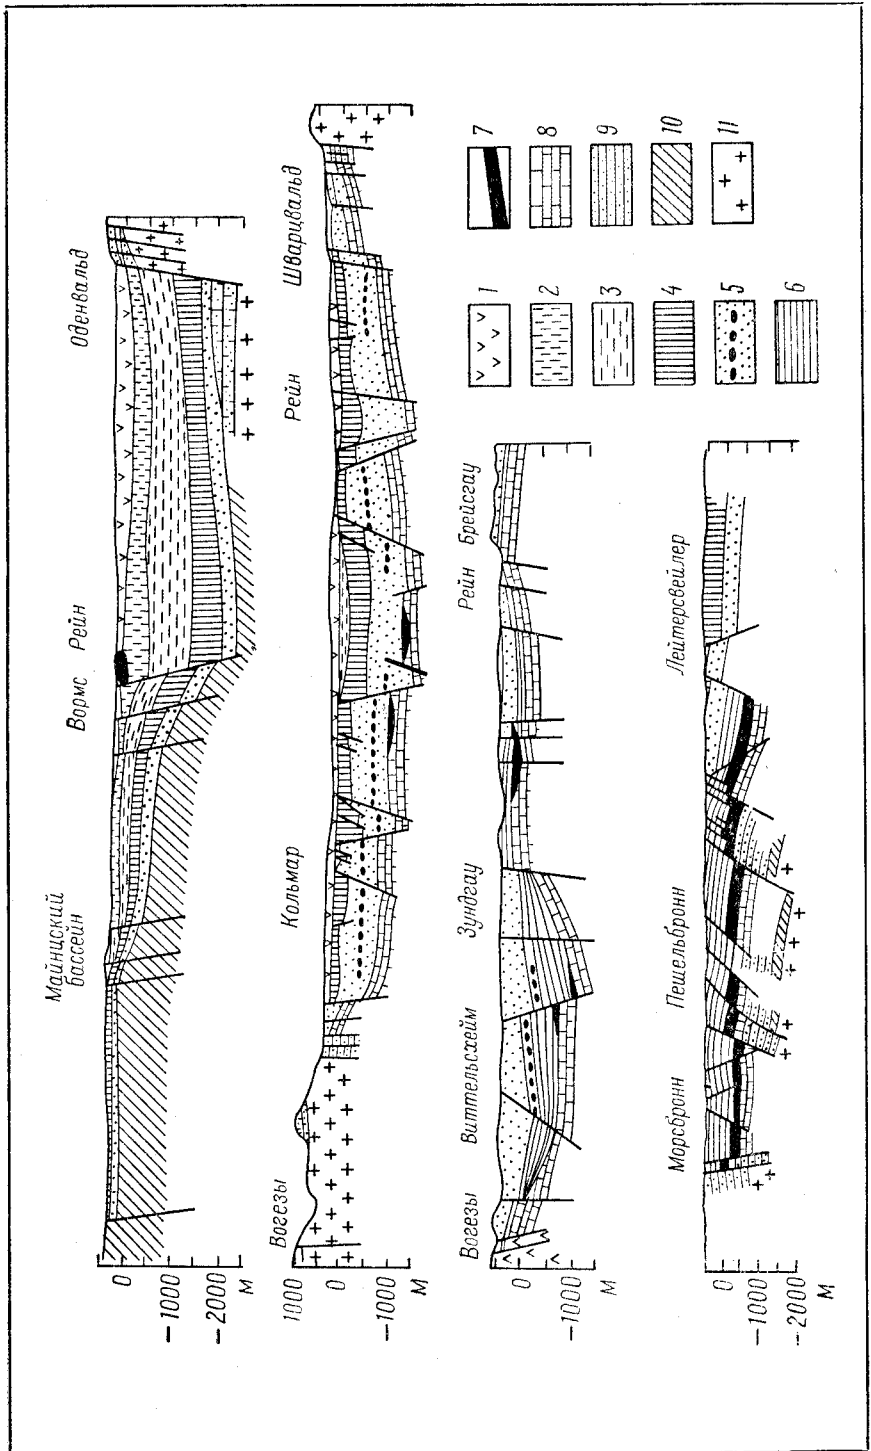 Майнцский
бассейн
Вормс
Рейн
Оденвальд
0
-1000
-2000
М
Вогезы
Кольмар
Рейн
Шварцвальд
1000
0
-1000
М
Вогезы
Виттельсхейм
Зундгау
Рейн
Брейсгау
0
-1000
М
Морсбронн
Пешельбронн
Лейтерсвейлер
0
-1000
-2000
М
1
2
3
4
5
6
7
8
9
10
11